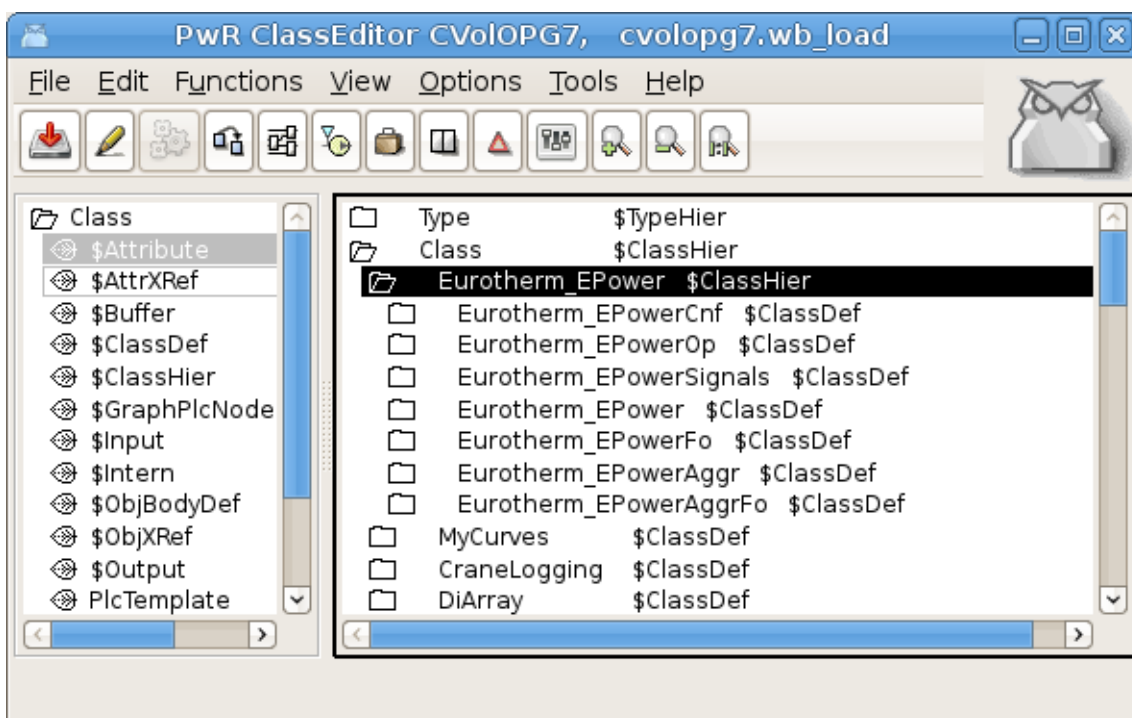 PwR ClassEditor CVolOPG7, cvolopg7.wb_load
File Edit Functions View Options Tools Help
Class
$Attribute
$AttrXRef
$Buffer
$ClassDef
$ClassHier
$GraphPlcNode
$Input
$Intern
$ObjBodyDef
$ObjXRef
$Output
PlcTemplate
Type $TypeHier
Class $ClassHier
Eurotherm_EPower $ClassHier
Eurotherm_EPowerCnf $ClassDef
Eurotherm_EPowerOp $ClassDef
Eurotherm_EPowerSignals $ClassDef
Eurotherm_EPower $ClassDef
Eurotherm_EPowerFo $ClassDef
Eurotherm_EPowerAggr $ClassDef
Eurotherm_EPowerAggrFo $ClassDef
MyCurves $ClassDef
CraneLogging $ClassDef
DiArray $ClassDef